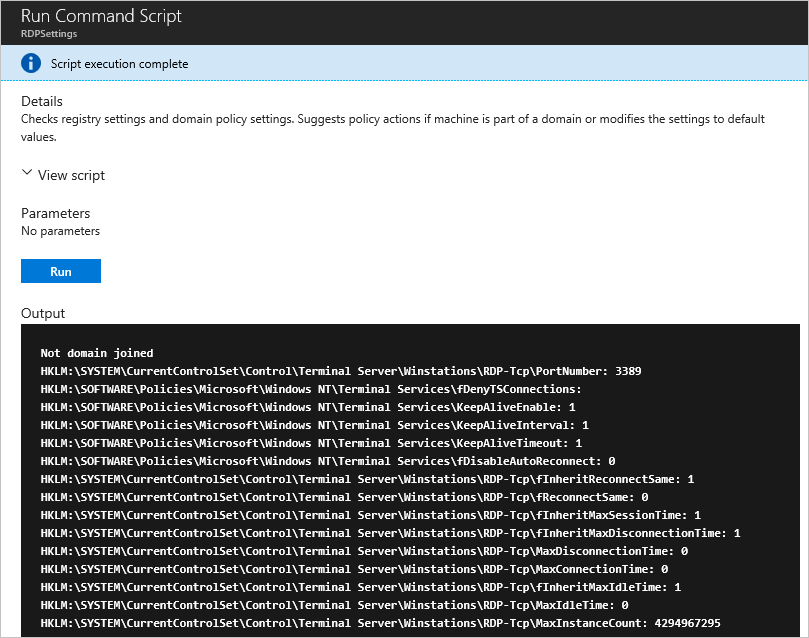 Run Command Script
RDPSettings
Script execution complete
Details
Checks registry settings and domain policy settings. Suggests policy actions if machine is part of a domain or modifies the settings to default
values.
View script
Parameters
No parameters
Run
Output
Not domain joined
HKLM:\SYSTEM\CurrentControlSet\Control\Terminal Server\Winstations\RDP-Tcp\PortNumber: 3389
HKLM:\SOFTWARE\Policies\Microsoft\Windows NT\Terminal Services\fDenyTSConnections:
HKLM:\SOFTWARE\Policies\Microsoft\Windows NT\Terminal Services\KeepAliveEnable: 1
HKLM:\SOFTWARE\Policies\Microsoft\Windows NT\Terminal Services\KeepAliveInterval: 1
HKLM:\SOFTWARE\Policies\Microsoft\Windows NT\Terminal Services\KeepAliveTimeout: 1
HKLM:\SOFTWARE\Policies\Microsoft\Windows NT\Terminal Services\fDisableAutoReconnect: 0
HKLM:\SYSTEM\CurrentControlSet\Control\Terminal Server\Winstations\RDP-Tcp\fInheritReconnectSame: 1
HKLM:\SYSTEM\CurrentControlSet\Control\Terminal Server\Winstations\RDP-Tcp\fReconnectSame: 0
HKLM:\SYSTEM\CurrentControlSet\Control\Terminal Server\Winstations\RDP-Tcp\fInheritMaxSessionTime: 1
HKLM:\SYSTEM\CurrentControlSet\Control\Terminal Server\Winstations\RDP-Tcp\fInheritMaxDisconnectionTime: 1
HKLM:\SYSTEM\CurrentControlSet\Control\Terminal Server\Winstations\RDP-Tcp\MaxDisconnectionTime: 0
HKLM:\SYSTEM\CurrentControlSet\Control\Terminal Server\Winstations\RDP-Tcp\MaxConnectionTime: 0
HKLM:\SYSTEM\CurrentControlSet\Control\Terminal Server\Winstations\RDP-Tcp\fInheritMaxIdleTime: 1
HKLM:\SYSTEM\CurrentControlSet\Control\Terminal Server\Winstations\RDP-Tcp\MaxIdleTime: 0
HKLM:\SYSTEM\CurrentControlSet\Control\Terminal Server\Winstations\RDP-Tcp\MaxInstanceCount: 4294967295